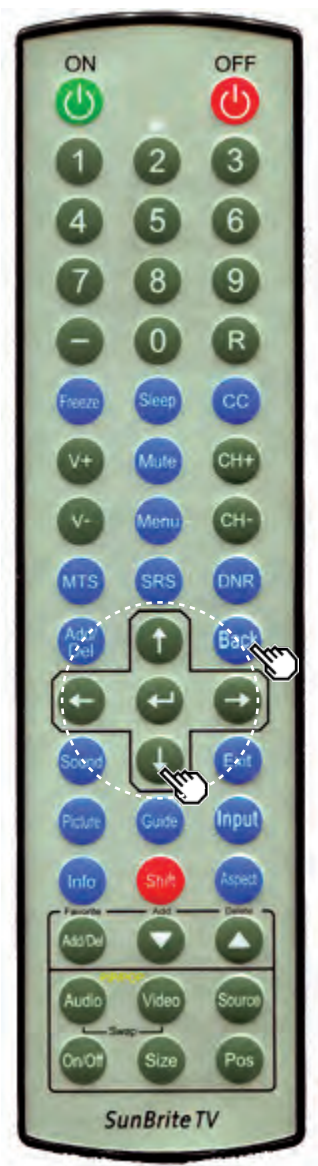 ON OFF
1 2 3
4 5 6
7 8 9
- 0 R
Freeze Sleep CC
V+ Mute CH+
V- Menu CH-
MTS SRS DNR
Add/ Back
Del
Sound Exit
Picture Guide Input
Info Shift Aspect
Favorite Add Delete
Add/Del
Audio Video Source
Swap
On/Off Size Pos
SunBriteTV